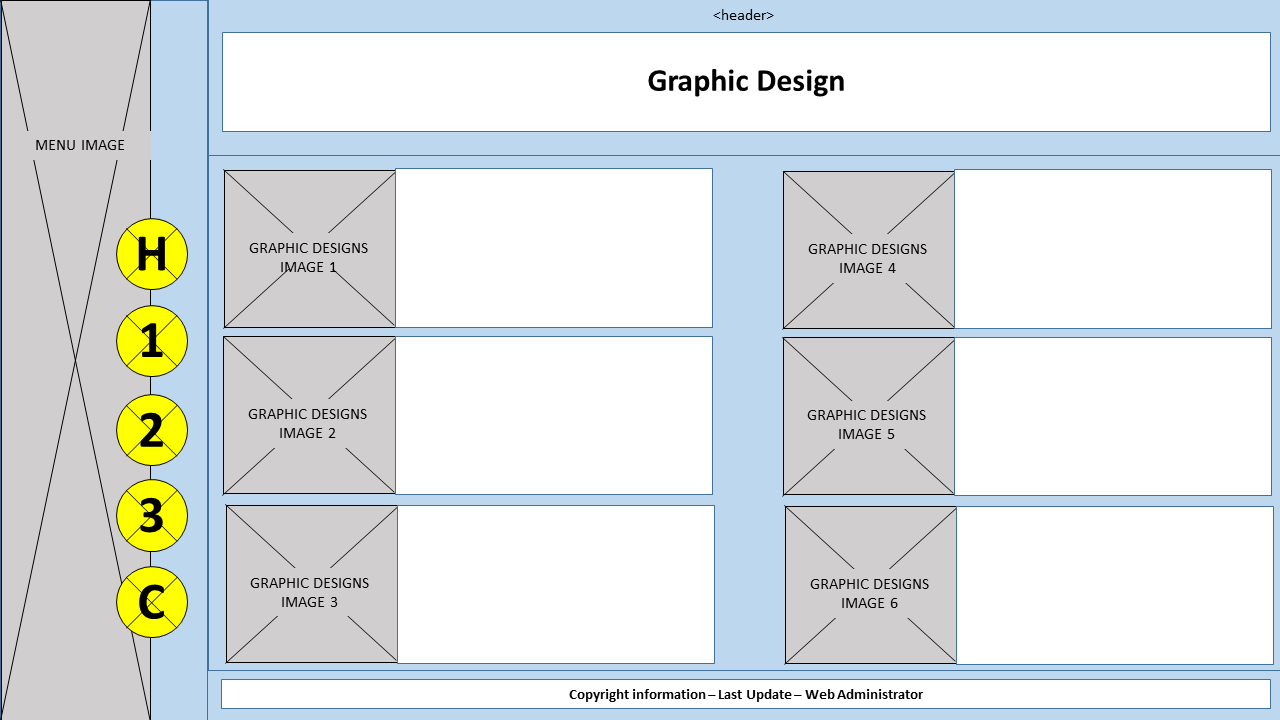 <header>
Graphic Design
MENU IMAGE
H
1
2
3
C
GRAPHIC DESIGNS
IMAGE 1
GRAPHIC DESIGNS
IMAGE 2
GRAPHIC DESIGNS
IMAGE 3
GRAPHIC DESIGNS
IMAGE 4
GRAPHIC DESIGNS
IMAGE 5
GRAPHIC DESIGNS
IMAGE 6
Copyright information – Last Update – Web Administrator